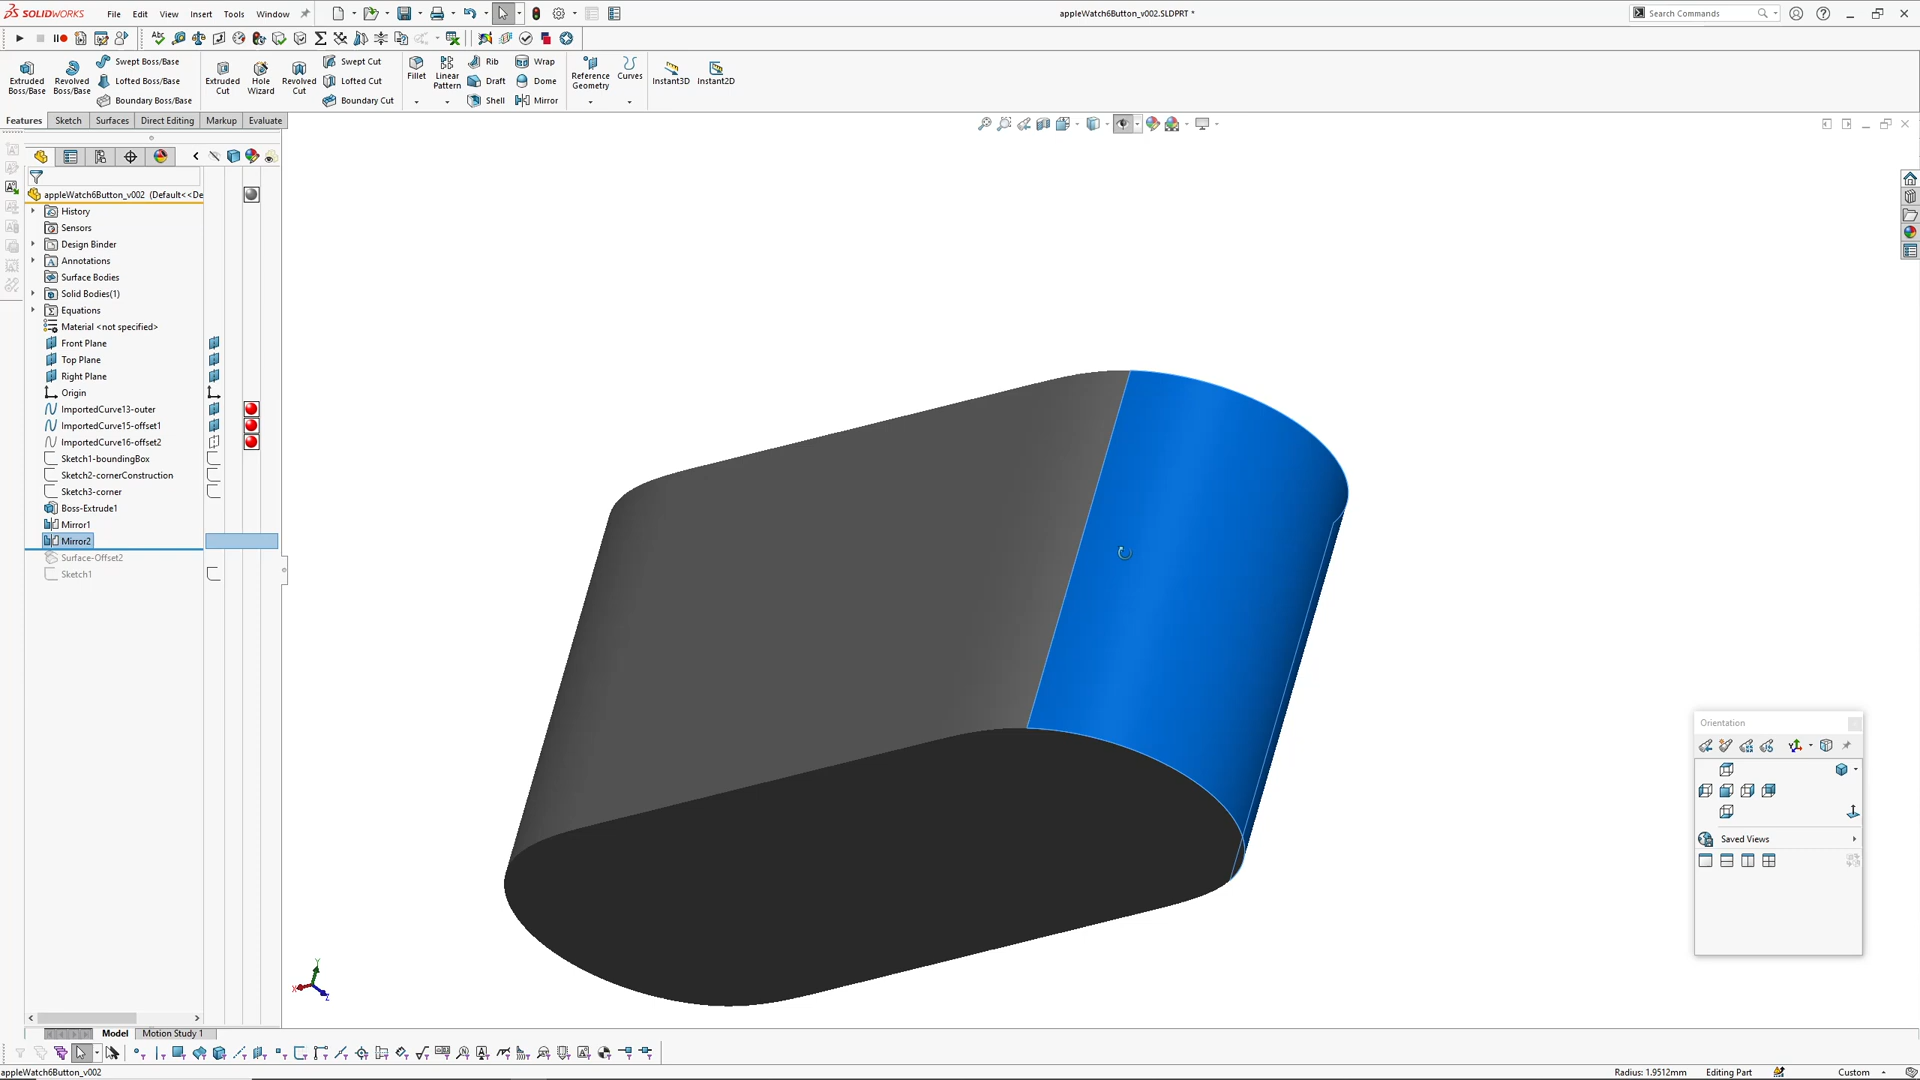 SOLIDWORKS File Edit View Insert Tools Window appleWatch6Button_v002.SLDPRT * Search Commands
Extruded Boss/Base
Revolved Boss/Base
Swept Boss/Base
Lofted Boss/Base
Boundary Boss/Base
Extruded Cut
Hole Wizard
Revolved Cut
Swept Cut
Lofted Cut
Boundary Cut
Fillet
Linear Pattern
Rib
Draft
Shell
Wrap
Dome
Mirror
Reference Geometry
Curves
Instant3D
Instant2D
Features Sketch Surfaces Direct Editing Markup Evaluate
appleWatch6Button_v002 (Default<<De
History
Sensors
Design Binder
Annotations
Surface Bodies
Solid Bodies(1)
Equations
Material <not specified>
Front Plane
Top Plane
Right Plane
Origin
ImportedCurve13-outer
ImportedCurve15-offset1
ImportedCurve16-offset2
Sketch1-boundingBox
Sketch2-cornerConstruction
Sketch3-corner
Boss-Extrude1
Mirror1
Mirror2
Surface-Offset2
Sketch1
Orientation
Saved Views
Y
X
Z
Model Motion Study 1
appleWatch6Button_v002 Radius: 1.9512mm Editing Part Custom